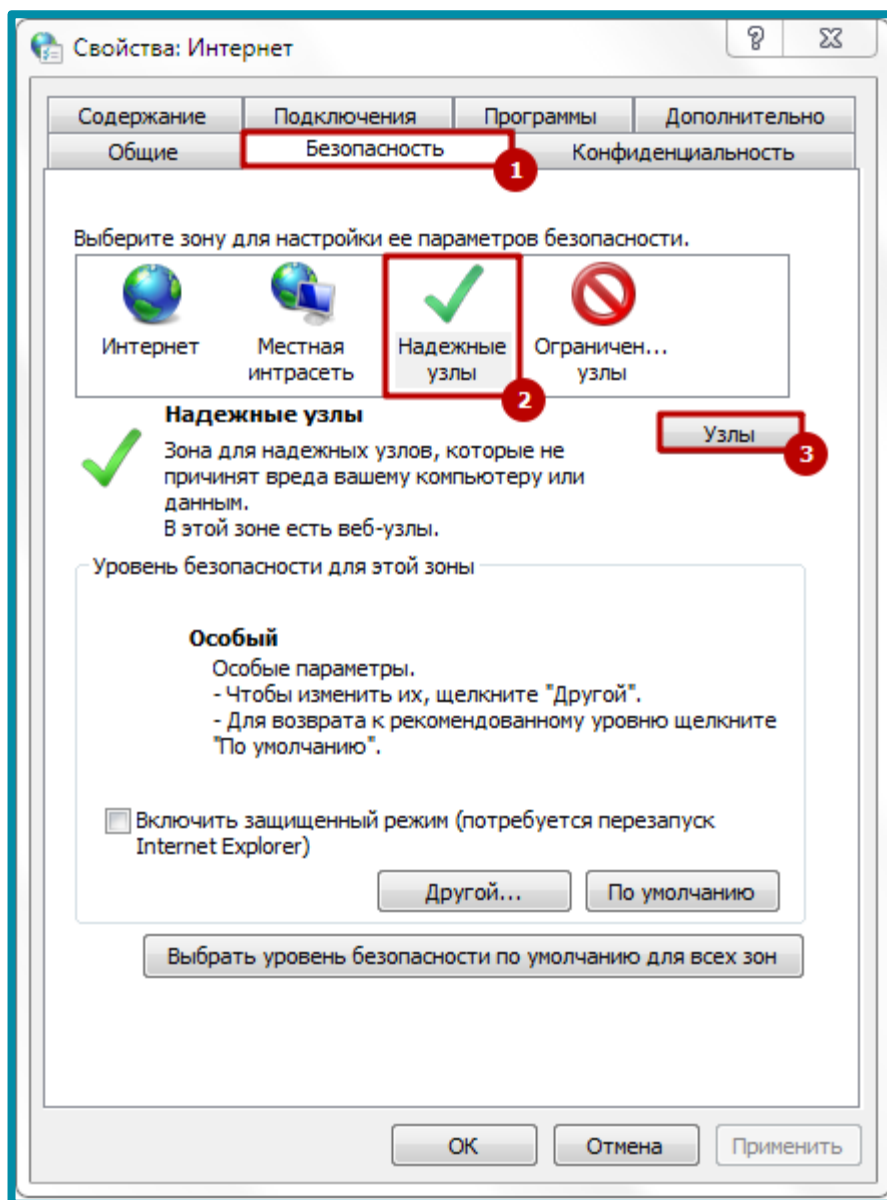 Свойства: Интернет
Содержание Подключения Программы Дополнительно
Общие Безопасность Конфиденциальность
1
Выберите зону для настройки ее параметров безопасности.
Интернет
Местная
интрасеть
Надежные
узлы
Ограничен...
узлы
2
Надежные узлы
Узлы
3
Зона для надежных узлов, которые не
причинят вреда вашему компьютеру или
данным.
В этой зоне есть веб-узлы.
Уровень безопасности для этой зоны
Особый
Особые параметры.
- Чтобы изменить их, щелкните "Другой".
- Для возврата к рекомендованному уровню щелкните
"По умолчанию".
Включить защищенный режим (потребуется перезапуск
Internet Explorer)
Другой... По умолчанию
Выбрать уровень безопасности по умолчанию для всех зон
ОК Отмена Применить